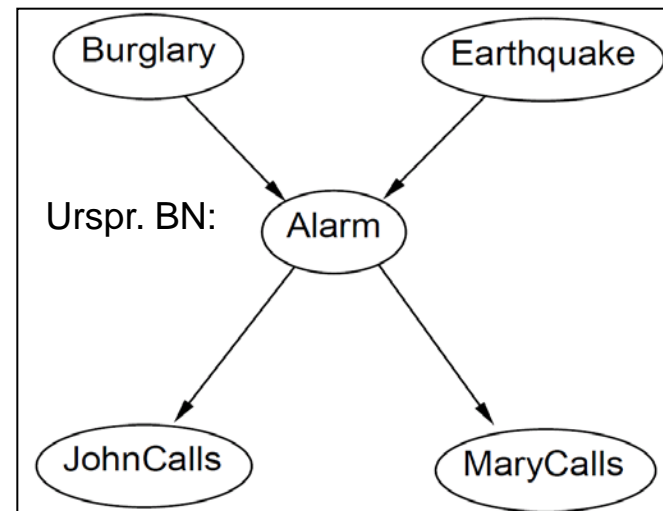 Burglary
Earthquake
Urspr. BN:
Alarm
JohnCalls
MaryCalls